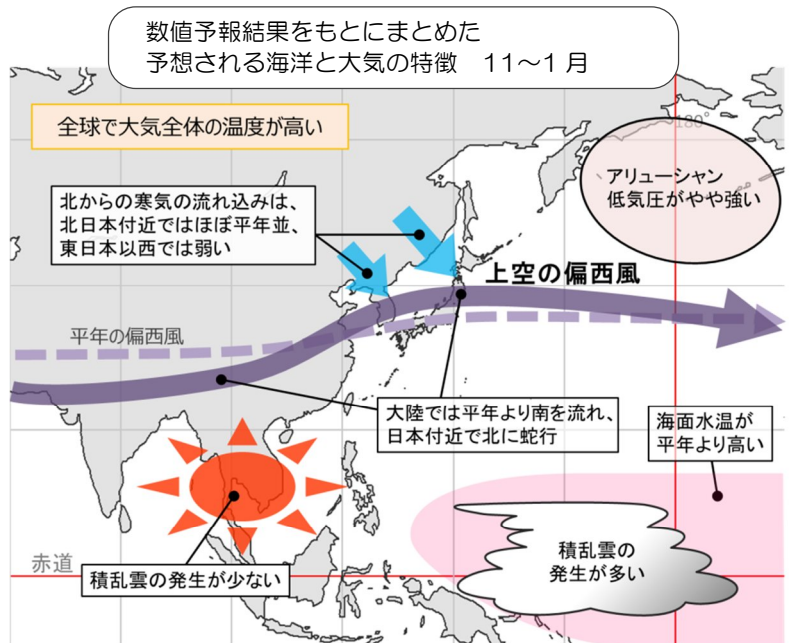 数値予報結果をもとにまとめた
予想される海洋と大気の特徴　11～1 月
180°
全球で大気全体の温度が高い
アリューシャン
低気圧がやや強い
北からの寒気の流れ込みは、
北日本付近ではほぼ平年並、
東日本以西では弱い
上空の偏西風
平年の偏西風
大陸では平年より南を流れ、
日本付近で北に蛇行
海面水温が
平年より高い
積乱雲の
発生が多い
赤道
積乱雲の発生が少ない